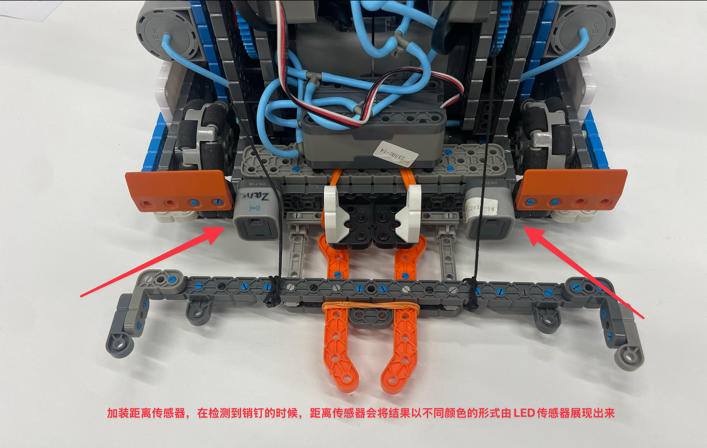 Zane
加装距离传感器，在检测到销钉的时候，距离传感器会将结果以不同颜色的形式由LED传感器展现出来